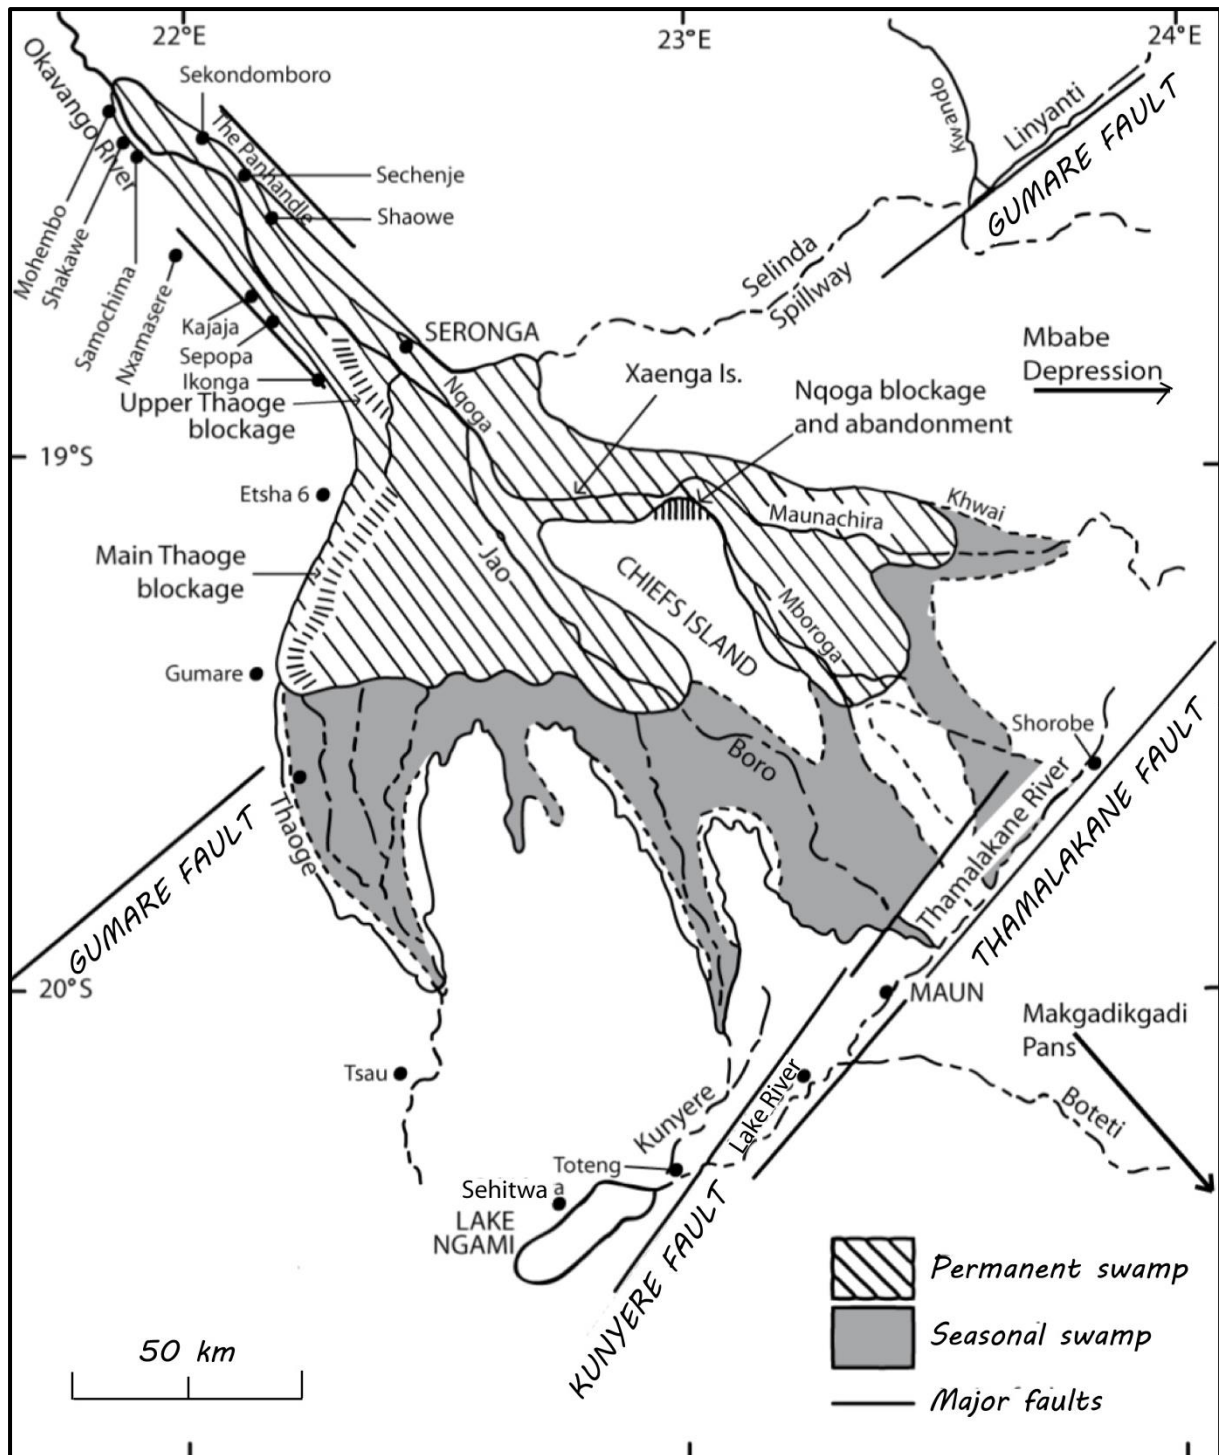 22°E
23°E
24°E
Okavango River
Sekondomboro
The Panhandle
Sechenje
Shaowe
Mohembo
Shakawe
Samochima
Nxamasere
Kajaja
Sepopa
Ikonga
Upper Thaoge
blockage
SERONGA
Nqoga
Kwando
Linyanti
GUMARE FAULT
Selinda
Spillway
Mbabe
Depression
Xaenga Is.
Nqoga blockage
and abandonment
19°S
Etsha 6
Main Thaoge
blockage
Jao
Maunachira
Khwai
CHIEFS ISLAND
Mboroga
Gumare
Shorobe
Boro
Thaoge
GUMARE FAULT
Thamalakane River
THAMALAKANE FAULT
20°S
MAUN
Makgadikgadi
Pans
Tsau
Boteti
Kunyere
Lake River
Toteng
Sehitwa a
LAKE
NGAMI
KUNYERE FAULT
50 km
Permanent swamp
Seasonal swamp
Major faults